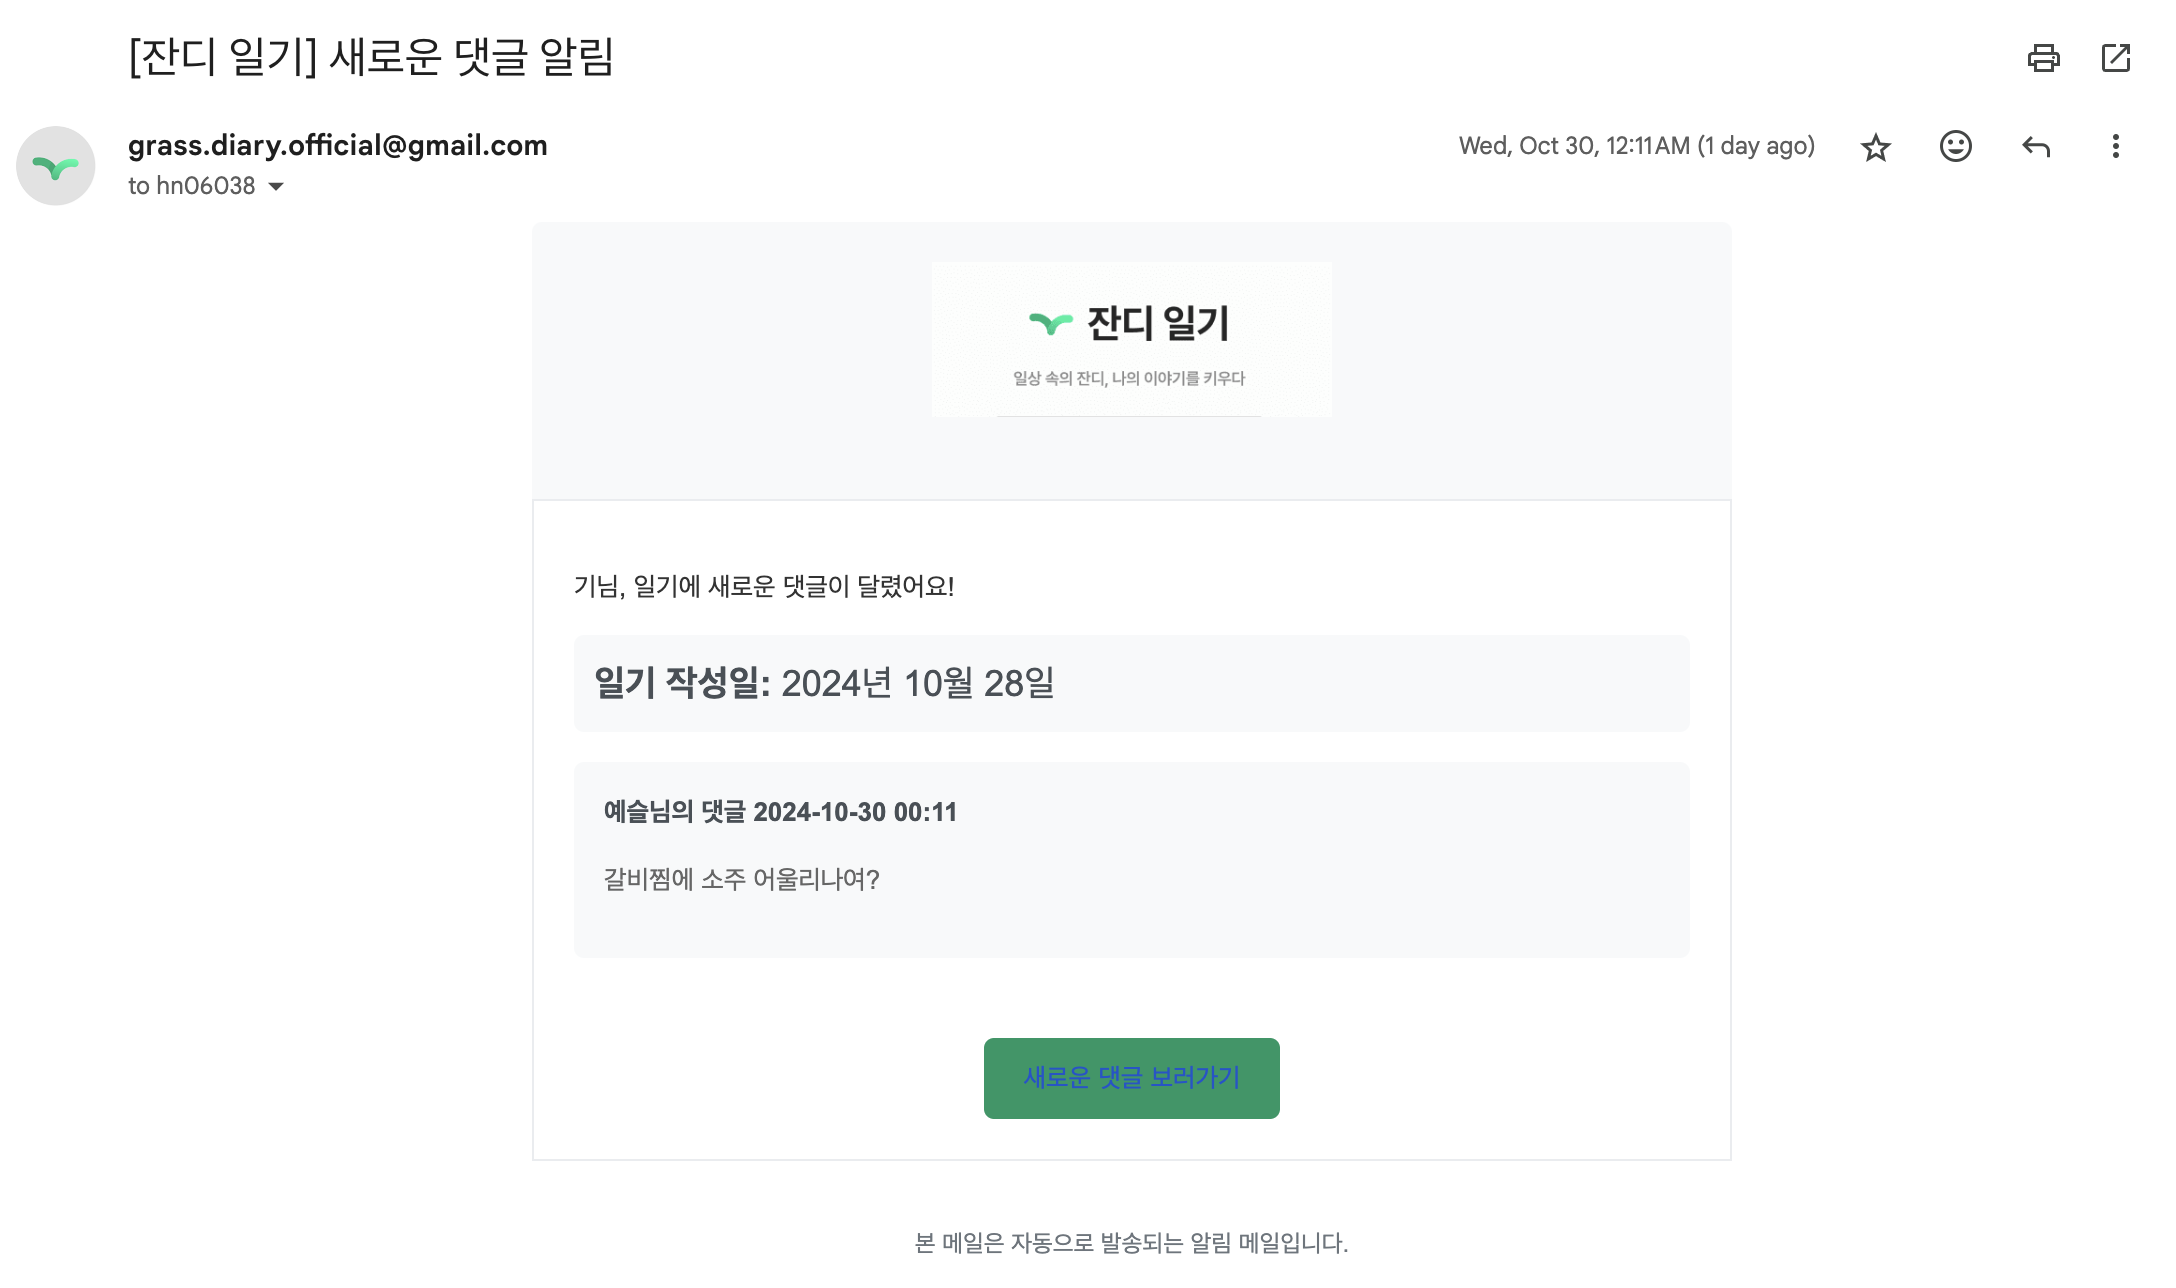 [잔디 일기] 새로운 댓글 알림
grass.diary.official@gmail.com
Wed, Oct 30, 12:11 AM (1 day ago)
to hn06038
잔디 일기
일상 속의 잔디, 나의 이야기를 키우다
기님, 일기에 새로운 댓글이 달렸어요!
일기 작성일: 2024년 10월 28일
예슬님의 댓글 2024-10-30 00:11
갈비찜에 소주 어울리나여?
새로운 댓글 보러가기
본 메일은 자동으로 발송되는 알림 메일입니다.